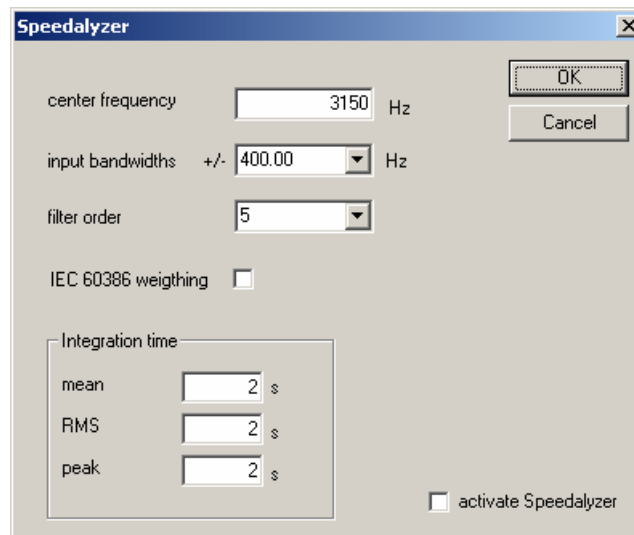 Speedalyzer
OK
Cancel
center frequency 3150 Hz
input bandwidths +/- 400.00 Hz
filter order 5
IEC 60386 weigthing
Integration time
mean 2 s
RMS 2 s
peak 2 s
activate Speedalyzer